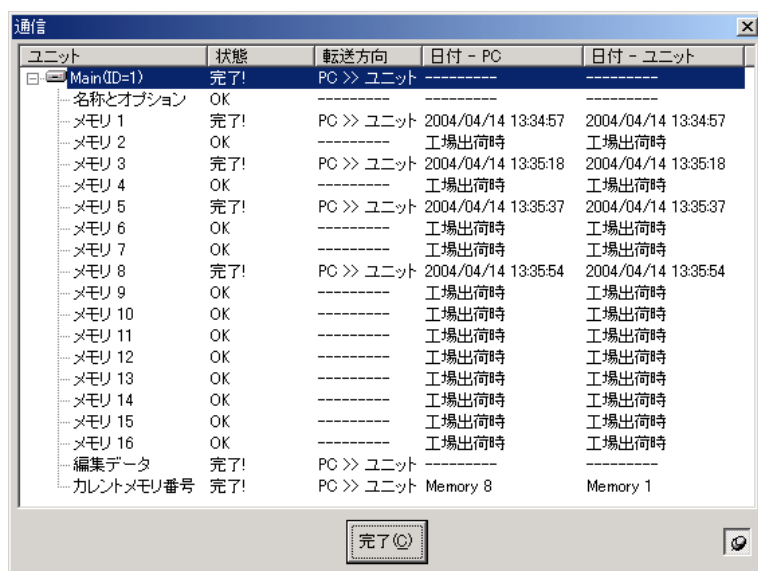 通信
ユニット 状態 転送方向 日付 - PC 日付 - ユニット
Main(ID=1) 完了! PC >> ユニット --------- ---------
名称とオプション OK --------- --------- ---------
メモリ 1 完了! PC >> ユニット 2004/04/14 13:34:57 2004/04/14 13:34:57
メモリ 2 OK --------- 工場出荷時 工場出荷時
メモリ 3 完了! PC >> ユニット 2004/04/14 13:35:18 2004/04/14 13:35:18
メモリ 4 OK --------- 工場出荷時 工場出荷時
メモリ 5 完了! PC >> ユニット 2004/04/14 13:35:37 2004/04/14 13:35:37
メモリ 6 OK --------- 工場出荷時 工場出荷時
メモリ 7 OK --------- 工場出荷時 工場出荷時
メモリ 8 完了! PC >> ユニット 2004/04/14 13:35:54 2004/04/14 13:35:54
メモリ 9 OK --------- 工場出荷時 工場出荷時
メモリ 10 OK --------- 工場出荷時 工場出荷時
メモリ 11 OK --------- 工場出荷時 工場出荷時
メモリ 12 OK --------- 工場出荷時 工場出荷時
メモリ 13 OK --------- 工場出荷時 工場出荷時
メモリ 14 OK --------- 工場出荷時 工場出荷時
メモリ 15 OK --------- 工場出荷時 工場出荷時
メモリ 16 OK --------- 工場出荷時 工場出荷時
編集データ 完了! PC >> ユニット --------- ---------
カレントメモリ番号 完了! PC >> ユニット Memory 8 Memory 1
完了(C)